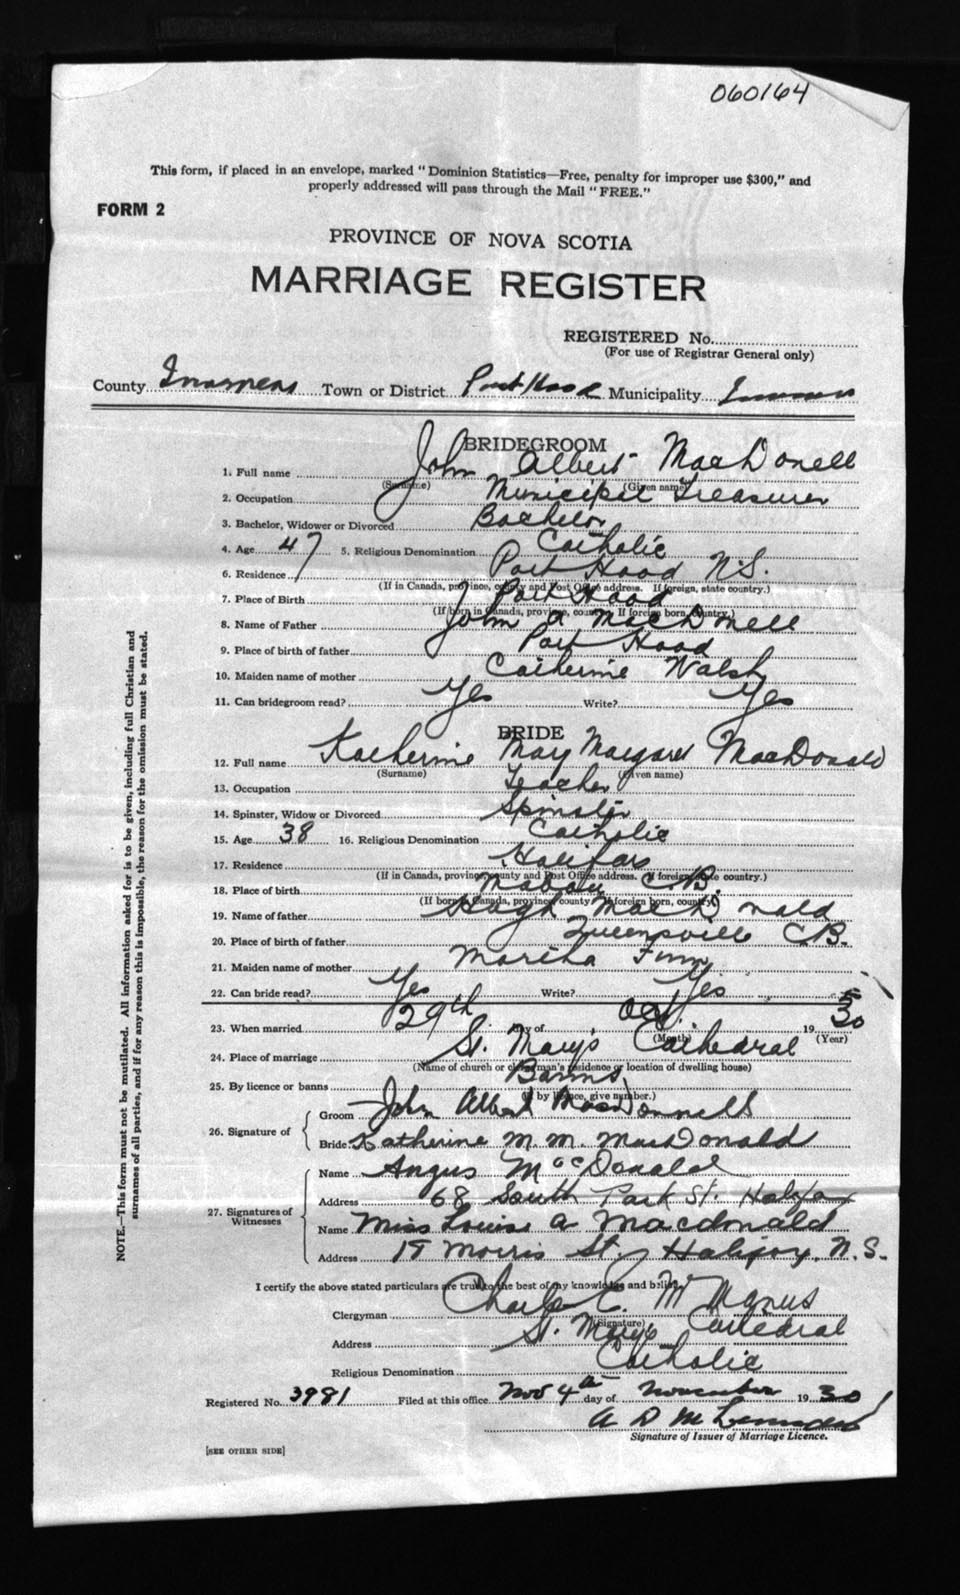 060164
This form, if placed in an envelope, marked "Dominion Statistics—Free, penalty for improper use $300," and
properly addressed will pass through the Mail "FREE."
FORM 2
PROVINCE OF NOVA SCOTIA
MARRIAGE REGISTER
REGISTERED No.
(For use of Registrar General only)
County Inverness Town or District Port Hood Municipality Inverness
BRIDEGROOM
1. Full name John Albert MacDonell
(Surname) (Given name)
2. Occupation Municipal Treasurer
3. Bachelor, Widower or Divorced Bachelor
4. Age 47 5. Religious Denomination Catholic
6. Residence Port Hood N.S.
(If in Canada, province, county and Post Office address. If foreign, state country.)
7. Place of Birth Port Hood
(If born in Canada, province, county. If foreign born, country.)
8. Name of Father John A MacDonell
9. Place of birth of father Port Hood
10. Maiden name of mother Catherine Walsh
11. Can bridegroom read? Yes Write? Yes
BRIDE
12. Full name Katherine May Margaret MacDonald
(Surname) (Given name)
13. Occupation Teacher
14. Spinster, Widow or Divorced Spinster
15. Age 38 16. Religious Denomination Catholic
17. Residence Halifax
(If in Canada, province, county and Post Office address. If foreign, state country.)
18. Place of birth Mabou C.B.
(If born in Canada, province, county. If foreign born, country)
19. Name of father Hugh MacDonald
20. Place of birth of father Queensville C.B.
21. Maiden name of mother Martha
22. Can bride read? Yes Write? Yes
23. When married 29th day of Oct. 19 30
(Month) (Year)
24. Place of marriage St. Mary's Cathedral
(Name of church or clergyman's residence or location of dwelling house)
25. By licence or banns Banns
(If by licence, give number.)
26. Signature of
Groom John Albert MacDonnell
Bride Katherine M. M. MacDonald
27. Signatures of Witnesses
Name Angus McDonald
Address 68 South Park St. Halifax
Name Miss Louise A Macdonald
Address Morris St., Halifax, N.S.
I certify the above stated particulars are true to the best of my knowledge and belief.
Clergyman Charles E. McManus
(Signature)
Address St. Mary's Cathedral
Religious Denomination Catholic
Registered No. 3981 Filed at this office Nov 4th day of November 19 30
A D M
Signature of Issuer of Marriage Licence.
[SEE OTHER SIDE]
NOTE.—This form must not be mutilated. All information asked for is to be given, including full Christian and
surnames of all parties, and if for any reason this is impossible, the reason for the omission must be stated.